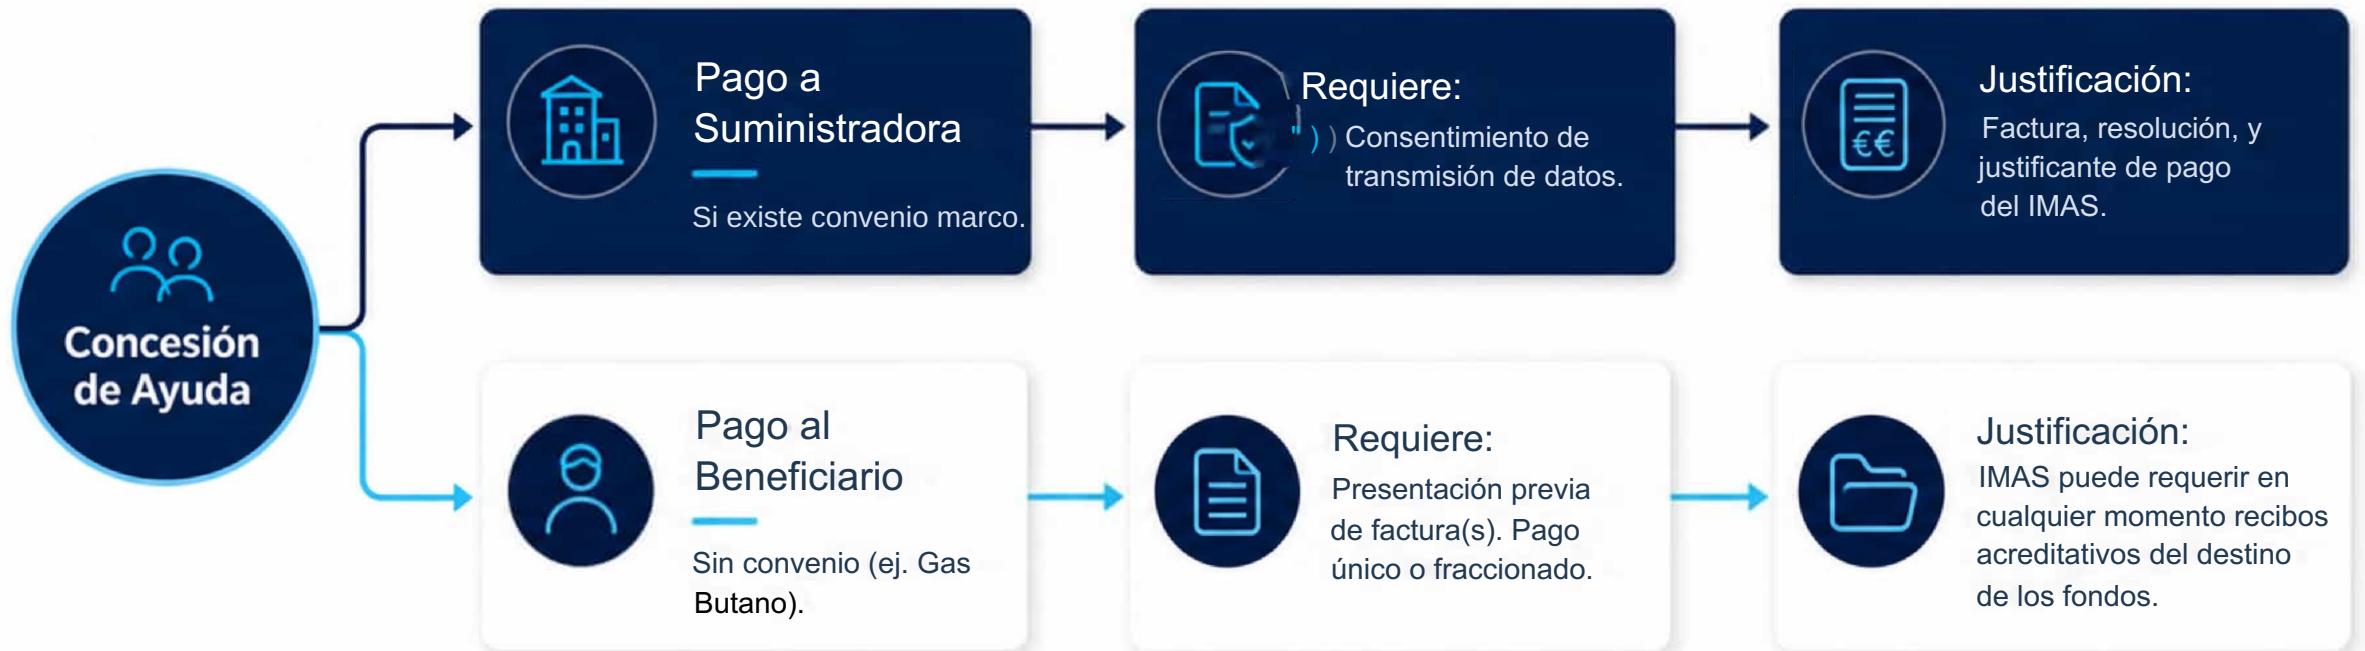 Concesión
de Ayuda
Pago a
Suministradora
Si existe convenio marco.
Requiere:
" ) ) Consentimiento de
transmisión de datos.
Justificación:
Factura, resolución, y
justificante de pago
del IMAS.
€€
Pago al
Beneficiario
Sin convenio (ej. Gas
Butano).
Requiere:
Presentación previa
de factura(s). Pago
único o fraccionado.
Justificación:
IMAS puede requerir en
cualquier momento recibos
acreditativos del destino
de los fondos.